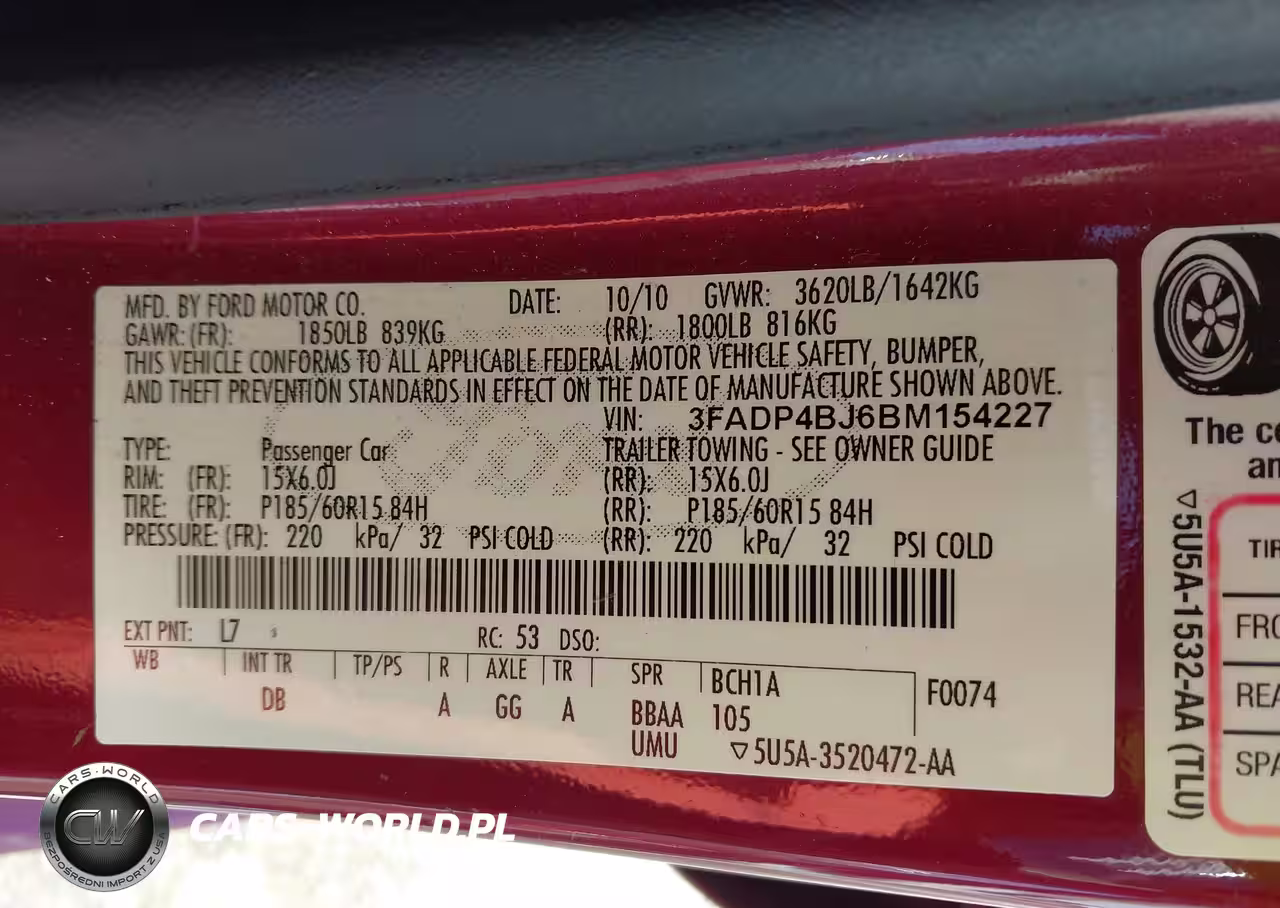 MFD. BY FORD MOTOR CO. DATE: 10/10 GVWR: 3620LB/1642KG
GAWR: (FR): 1850LB 839KG (RR): 1800LB 816KG
THIS VEHICLE CONFORMS TO ALL APPLICABLE FEDERAL MOTOR VEHICLE SAFETY, BUMPER,
AND THEFT PREVENTION STANDARDS IN EFFECT ON THE DATE OF MANUFACTURE SHOWN ABOVE.
VIN: 3FADP4BJ6BM154227
TYPE: Passenger Car TRAILER TOWING - SEE OWNER GUIDE
RIM: (FR): 15X6.0J (RR): 15X6.0J
TIRE: (FR): P185/60R15 84H (RR): P185/60R15 84H
PRESSURE: (FR): 220 kPa/ 32 PSI COLD (RR): 220 kPa/ 32 PSI COLD
EXT PNT: L7 RC: 53 DSO:
WB INT TR TP/PS R AXLE TR SPR BCH1A F0074
DB A GG A BBAA 105
UMU ▽5U5A-3520472-AA
The co
an
▽5U5A-1532-AA (TLU)
TIR
FRO
REA
SPA
CARS-WORLD
CW
BEZPOŚREDNI IMPORT Z USA
CARS-WORLD.PL